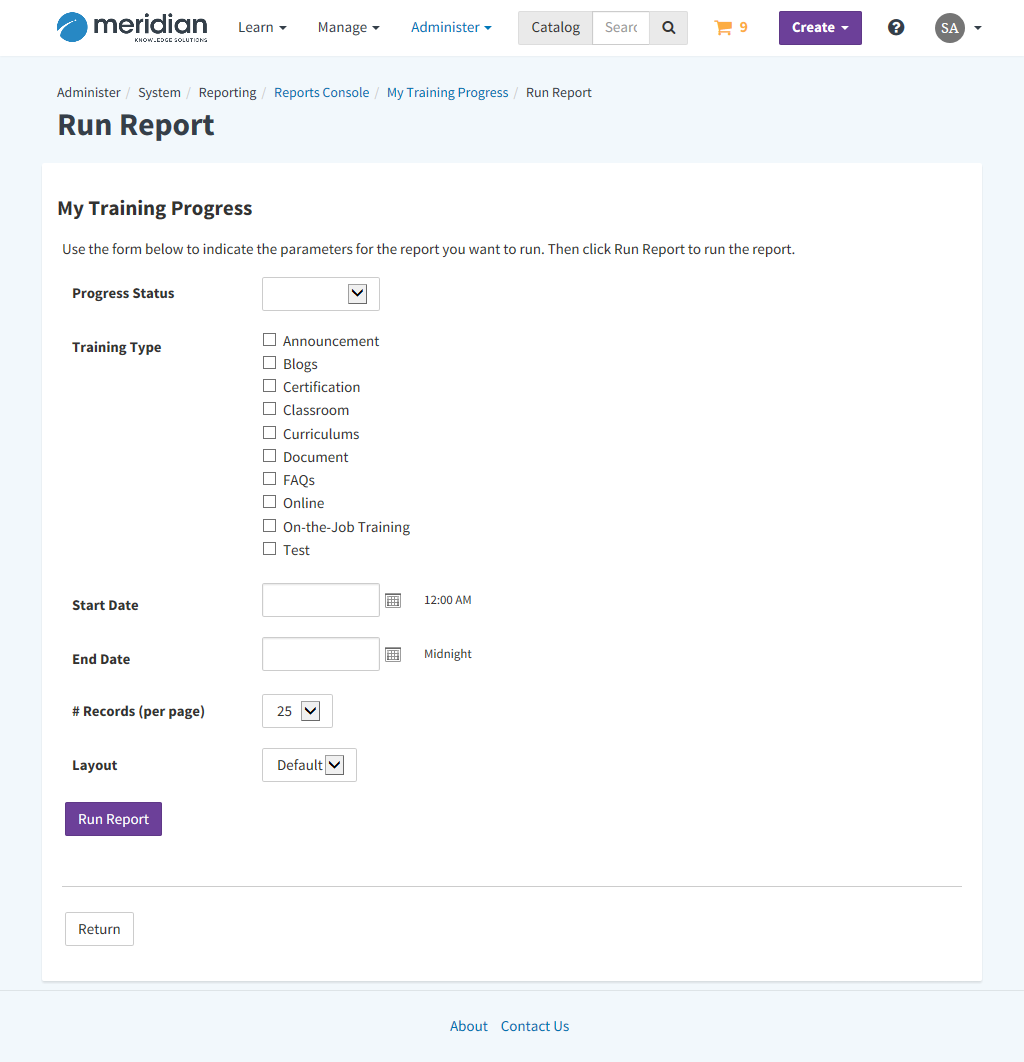 meridian
KNOWLEDGE SOLUTIONS
Learn Manage Administer Catalog Searc 9 Create SA
Administer / System / Reporting / Reports Console / My Training Progress / Run Report
Run Report
My Training Progress
Use the form below to indicate the parameters for the report you want to run. Then click Run Report to run the report.
Progress Status
Training Type
Announcement
Blogs
Certification
Classroom
Curriculums
Document
FAQs
Online
On-the-Job Training
Test
Start Date 12:00 AM
End Date Midnight
# Records (per page) 25
Layout Default
Run Report
Return
About Contact Us